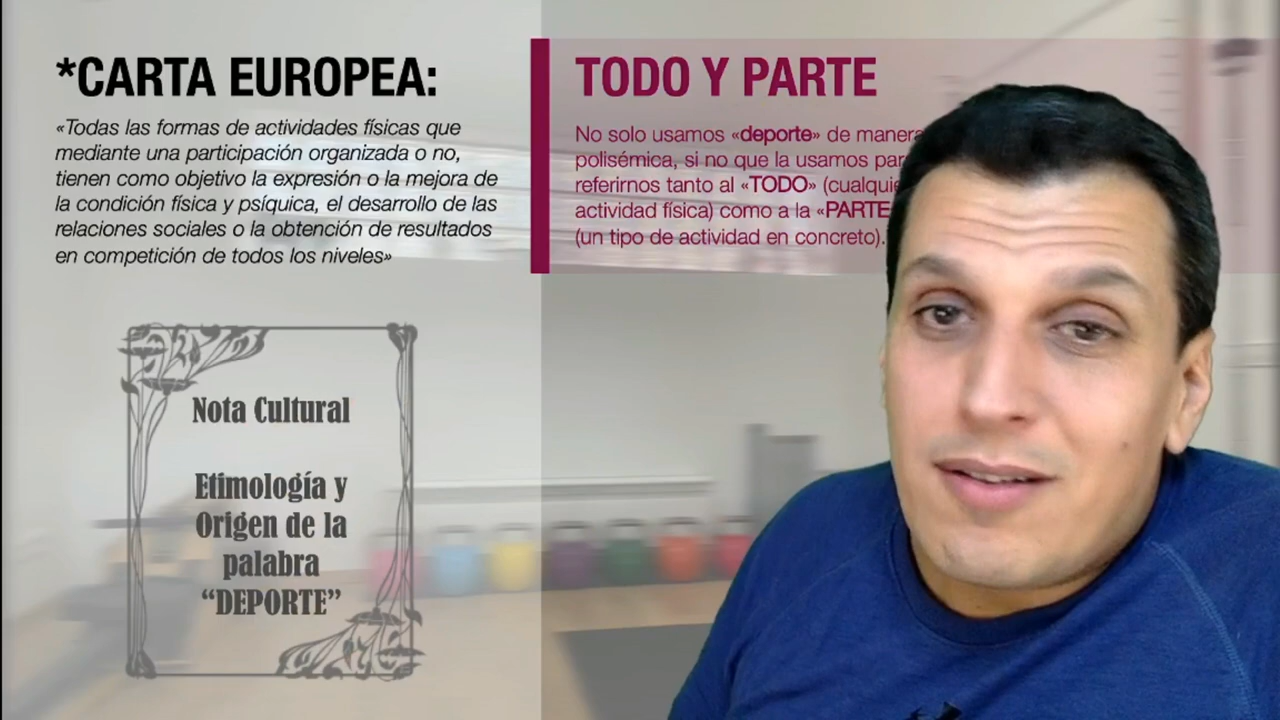 *CARTA EUROPEA:
«Todas las formas de actividades físicas que
mediante una participación organizada o no,
tienen como objetivo la expresión o la mejora de
la condición física y psíquica, el desarrollo de las
relaciones sociales o la obtención de resultados
en competición de todos los niveles»
TODO Y PARTE
No solo usamos «deporte» de manera
polisémica, si no que la usamos
referirnos tanto al «TODO»
actividad física) como a la «PARTE
(un tipo de actividad en concreto).
Nota Cultural
Etimología y
Origen de la
palabra
“DEPORTE”